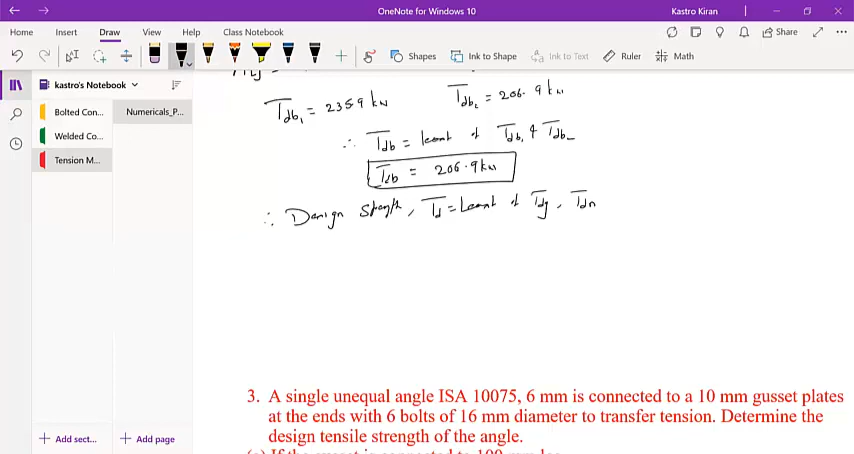 OneNote for Windows 10
Kastro Kiran
Home Insert Draw View Help Class Notebook Share
Shapes Ink to Shape Ink to Text Ruler Math
kastro's Notebook
Bolted Con...
Welded Co...
Tension M...
Numericals_P...
Add sect... Add page
Tdb1 = 235.9 kN Tdb2 = 206.9 kN
∴ Tdb = least of Tdb1 & Tdb2
Tdb = 206.9 kN
∴ Design strength, Td = Least of Tdg, Tdn
3. A single unequal angle ISA 10075, 6 mm is connected to a 10 mm gusset plates
at the ends with 6 bolts of 16 mm diameter to transfer tension. Determine the
design tensile strength of the angle.